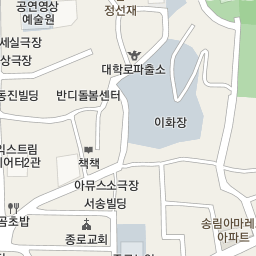 공연영상
예술원
정선재
세실극장
상극장
대학로파출소
동진빌딩
반디돌봄센터
이화장
익스트림
이어터2관
책책
아뮤스소극장
서송빌딩
곰초밥
종로교회
송림아마레스
아파트